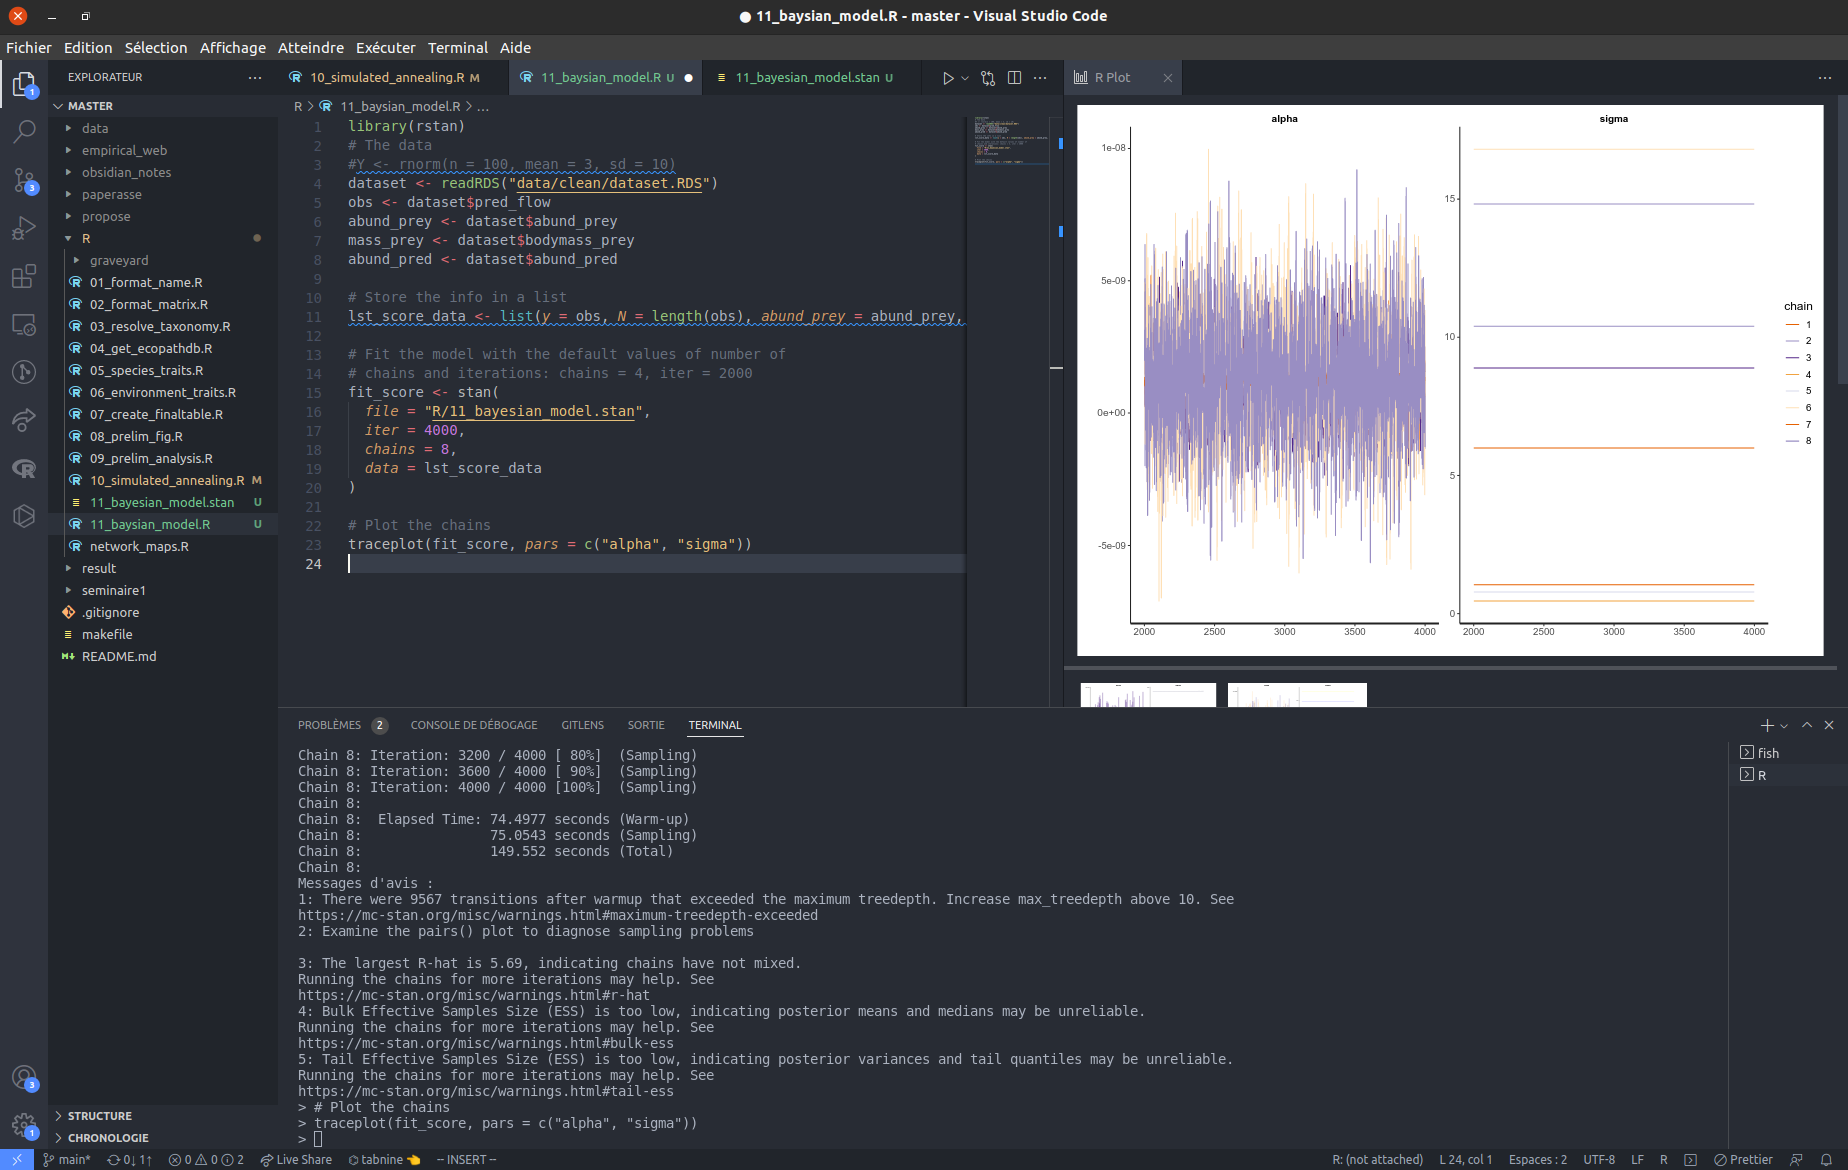 11_baysian_model.R - master - Visual Studio Code
Fichier Edition Sélection Affichage Atteindre Exécuter Terminal Aide
EXPLORATEUR
MASTER
data
empirical_web
obsidian_notes
paperasse
propose
R
graveyard
01_format_name.R
02_format_matrix.R
03_resolve_taxonomy.R
04_get_ecopathdb.R
05_species_traits.R
06_environment_traits.R
07_create_finaltable.R
08_prelim_fig.R
09_prelim_analysis.R
10_simulated_annealing.R M
11_bayesian_model.stan U
11_baysian_model.R U
network_maps.R
result
seminaire1
.gitignore
makefile
README.md
STRUCTURE
CHRONOLOGIE
1
3
3
1
10_simulated_annealing.R M
11_baysian_model.R U
11_bayesian_model.stan U
R > 11_baysian_model.R > ...
1 library(rstan)
2 # The data
3 #Y <- rnorm(n = 100, mean = 3, sd = 10)
4 dataset <- readRDS("data/clean/dataset.RDS")
5 obs <- dataset$pred_flow
6 abund_prey <- dataset$abund_prey
7 mass_prey <- dataset$bodymass_prey
8 abund_pred <- dataset$abund_pred
9
10 # Store the info in a list
11 lst_score_data <- list(y = obs, N = length(obs), abund_prey = abund_prey,
12
13 # Fit the model with the default values of number of
14 # chains and iterations: chains = 4, iter = 2000
15 fit_score <- stan(
16 file = "R/11_bayesian_model.stan",
17 iter = 4000,
18 chains = 8,
19 data = lst_score_data
20 )
21
22 # Plot the chains
23 traceplot(fit_score, pars = c("alpha", "sigma"))
24
R Plot
alpha
1e-08
5e-09
0e+00
-5e-09
2000 2500 3000 3500 4000
sigma
15
10
5
0
2000 2500 3000 3500 4000
chain
1
2
3
4
5
6
7
8
PROBLÈMES 2 CONSOLE DE DÉBOGAGE GITLENS SORTIE TERMINAL
Chain 8: Iteration: 3200 / 4000 [ 80%]  (Sampling)
Chain 8: Iteration: 3600 / 4000 [ 90%]  (Sampling)
Chain 8: Iteration: 4000 / 4000 [100%]  (Sampling)
Chain 8:
Chain 8:  Elapsed Time: 74.4977 seconds (Warm-up)
Chain 8:                75.0543 seconds (Sampling)
Chain 8:                149.552 seconds (Total)
Chain 8:
Messages d'avis :
1: There were 9567 transitions after warmup that exceeded the maximum treedepth. Increase max_treedepth above 10. See
https://mc-stan.org/misc/warnings.html#maximum-treedepth-exceeded
2: Examine the pairs() plot to diagnose sampling problems
3: The largest R-hat is 5.69, indicating chains have not mixed.
Running the chains for more iterations may help. See
https://mc-stan.org/misc/warnings.html#r-hat
4: Bulk Effective Samples Size (ESS) is too low, indicating posterior means and medians may be unreliable.
Running the chains for more iterations may help. See
https://mc-stan.org/misc/warnings.html#bulk-ess
5: Tail Effective Samples Size (ESS) is too low, indicating posterior variances and tail quantiles may be unreliable.
Running the chains for more iterations may help. See
https://mc-stan.org/misc/warnings.html#tail-ess
> # Plot the chains
> traceplot(fit_score, pars = c("alpha", "sigma"))
>
fish
R
main* 0↓ 1↑ 0 0 2 Live Share tabnine -- INSERT -- R: (not attached) L 24, col 1 Espaces : 2 UTF-8 LF R Prettier